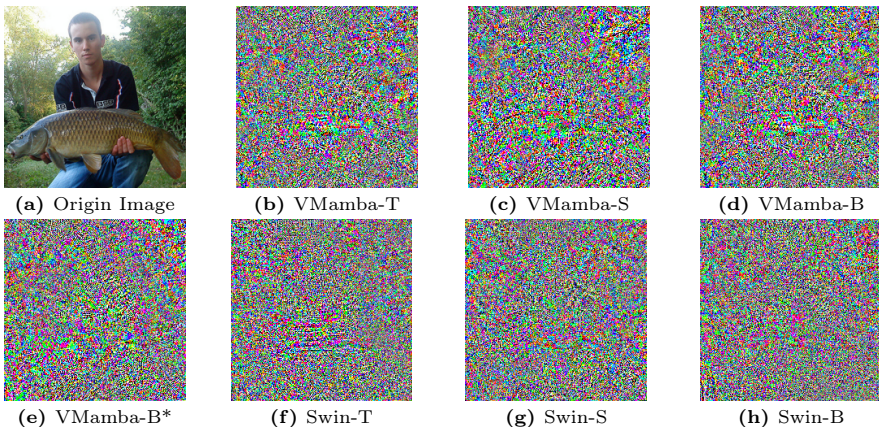 (a) Origin Image
(b) VMamba-T
(c) VMamba-S
(d) VMamba-B
(e) VMamba-B*
(f) Swin-T
(g) Swin-S
(h) Swin-B